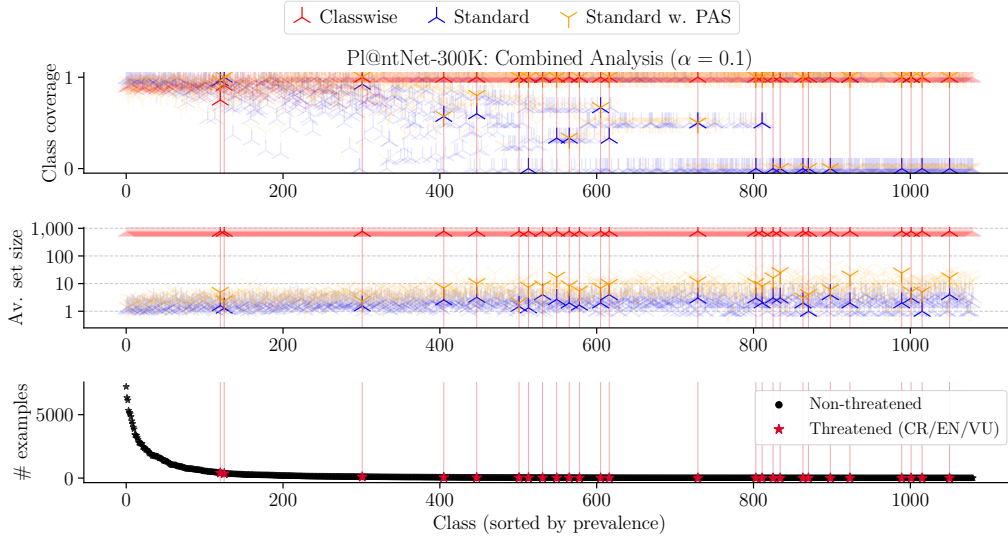 Classwise Standard Standard w. PAS
Pl@ntNet-300K: Combined Analysis (α = 0.1)
Class coverage
1
0
0 200 400 600 800 1000
Av. set size
1,000
100
10
1
0 200 400 600 800 1000
# examples
5000
0
Non-threatened
Threatened (CR/EN/VU)
0 200 400 600 800 1000
Class (sorted by prevalence)